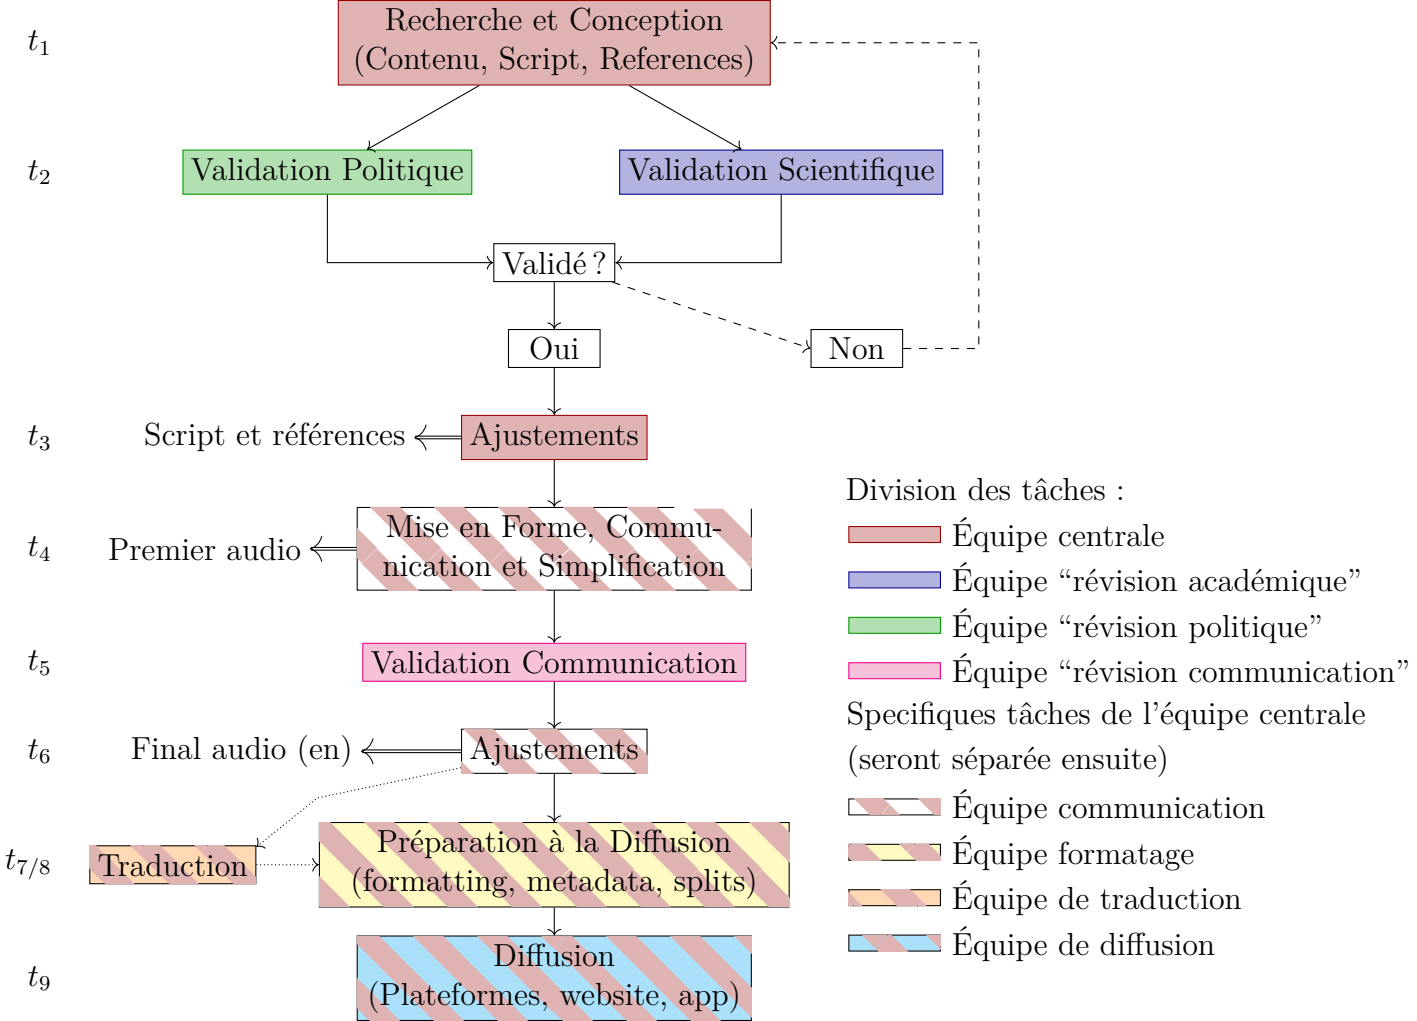 t1
Recherche et Conception
(Contenu, Script, References)
t2
Validation Politique
Validation Scientifique
Validé ?
Oui
Non
t3
Script et références
Ajustements
t4
Premier audio
Mise en Forme, Commu-
nication et Simplification
t5
Validation Communication
t6
Final audio (en)
Ajustements
t7/8
Traduction
Préparation à la Diffusion
(formatting, metadata, splits)
t9
Diffusion
(Plateformes, website, app)
Division des tâches :
Équipe centrale
Équipe “révision académique”
Équipe “révision politique”
Équipe “révision communication”
Specifiques tâches de l’équipe centrale
(seront séparée ensuite)
Équipe communication
Équipe formatage
Équipe de traduction
Équipe de diffusion